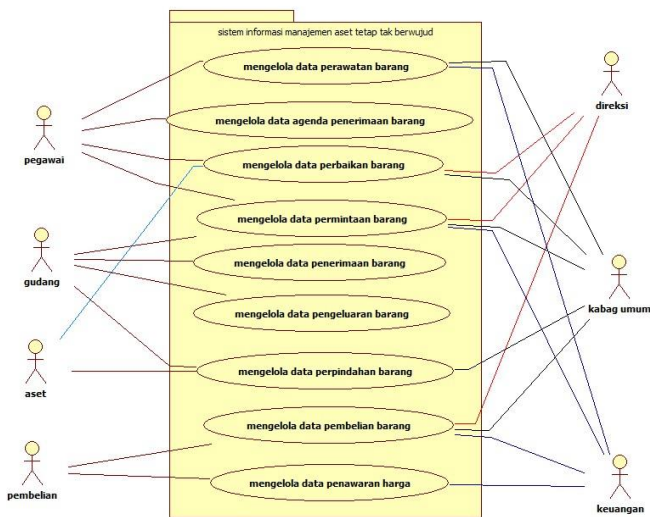 sistem informasi manajemen aset tetap tak berwujud
mengelola data perawatan barang
mengelola data agenda penerimaan barang
mengelola data perbaikan barang
mengelola data permintaan barang
mengelola data penerimaan barang
mengelola data pengeluaran barang
mengelola data perpindahan barang
mengelola data pembelian barang
mengelola data penawaran harga
pegawai
gudang
aset
pembelian
direksi
kabag umum
keuangan